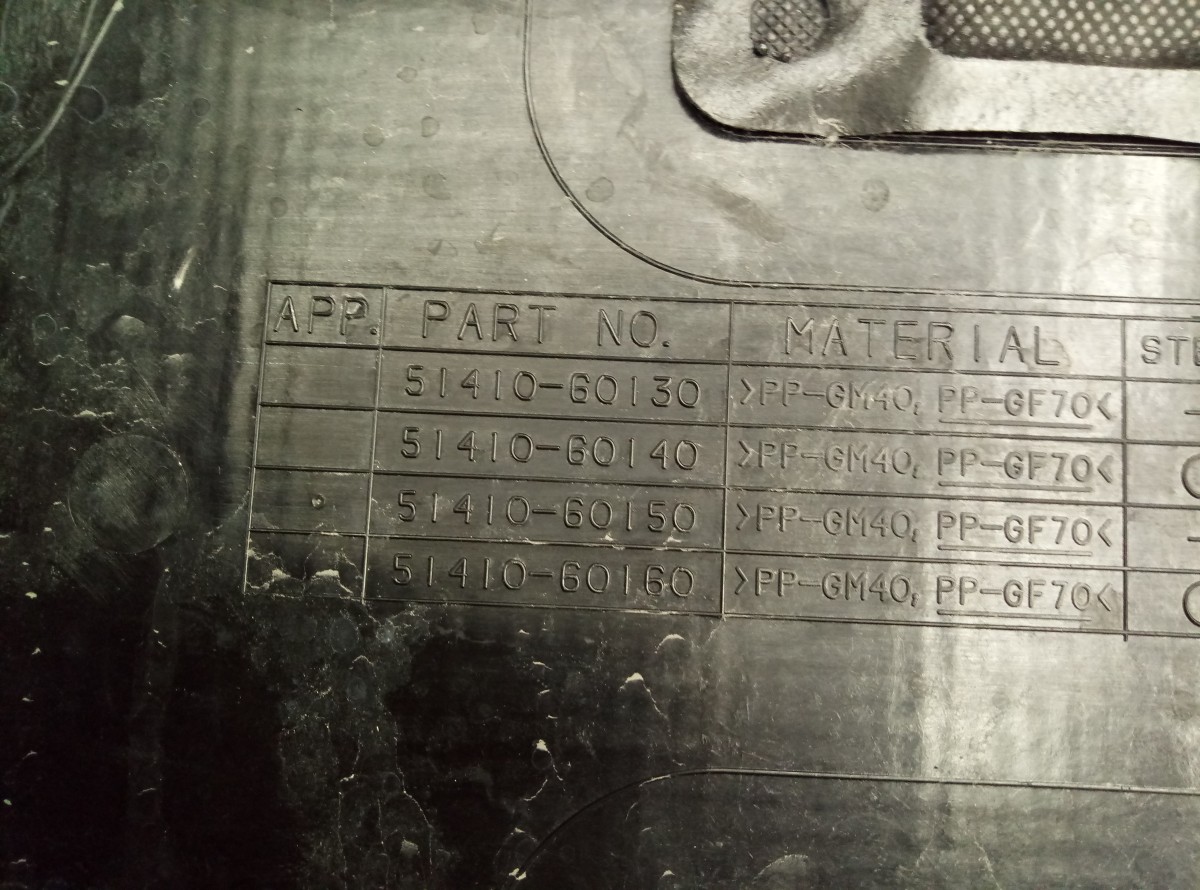 APP. PART NO. MATERIAL
51410-60130 >PP-GM40, PP-GF70<
51410-60140 >PP-GM40, PP-GF70<
51410-60150 >PP-GM40, PP-GF70<
51410-60160 >PP-GM40, PP-GF70<